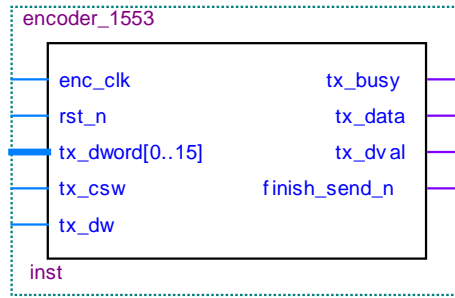 encoder_1553
enc_clk tx_busy
rst_n tx_data
tx_dword[0..15] tx_dval
tx_csw finish_send_n
tx_dw
inst